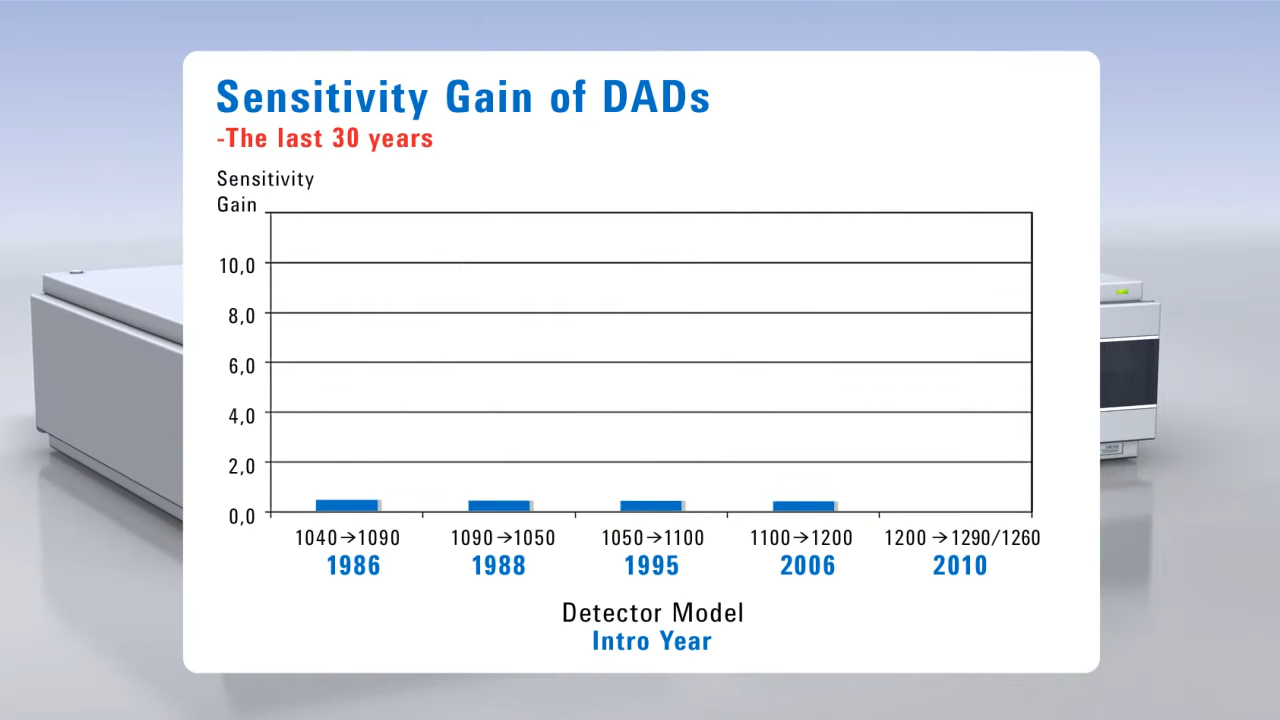 Sensitivity Gain of DADs
-The last 30 years
Sensitivity
Gain
10,0
8,0
6,0
4,0
2,0
0,0
1040→1090 1090→1050 1050→1100 1100→1200 1200→1290/1260
1986 1988 1995 2006 2010
Detector Model
Intro Year